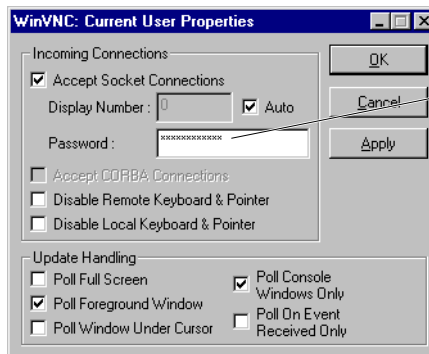 WinVNC: Current User Properties
Incoming Connections
Accept Socket Connections
Display Number : 0 Auto
Password : xxxxxxxxxxxx
Accept CORBA Connections
Disable Remote Keyboard & Pointer
Disable Local Keyboard & Pointer
OK
Cancel
Apply
Update Handling
Poll Full Screen
Poll Foreground Window
Poll Window Under Cursor
Poll Console
Windows Only
Poll On Event
Received Only